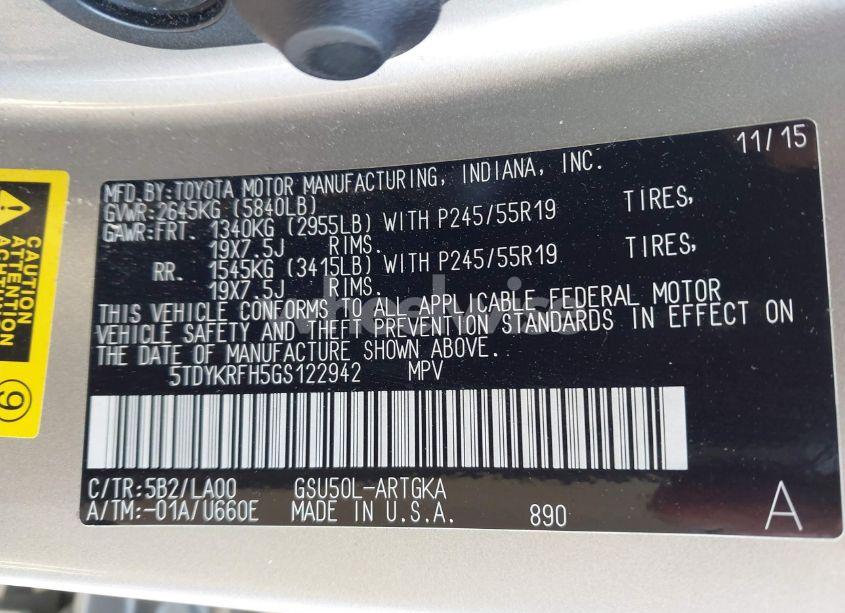 11/15
MFD.BY:TOYOTA MOTOR MANUFACTURING, INDIANA, INC.
GVWR:2645KG (5840LB)
GAWR:FRT. 1340KG (2955LB) WITH P245/55R19 TIRES,
19X7.5J RIMS.
RR. 1545KG (3415LB) WITH P245/55R19 TIRES,
19X7.5J RIMS.
THIS VEHICLE CONFORMS TO ALL APPLICABLE FEDERAL MOTOR
VEHICLE SAFETY AND THEFT PREVENTION STANDARDS IN EFFECT ON
THE DATE OF MANUFACTURE SHOWN ABOVE.
5TDYKRFH5GS122942 MPV
C/TR:5B2/LA00 GSU50L-ARTGKA
A/TM:-01A/U660E MADE IN U.S.A. 890 A
CAUTION
ATTENTION
ACHTUNG
9